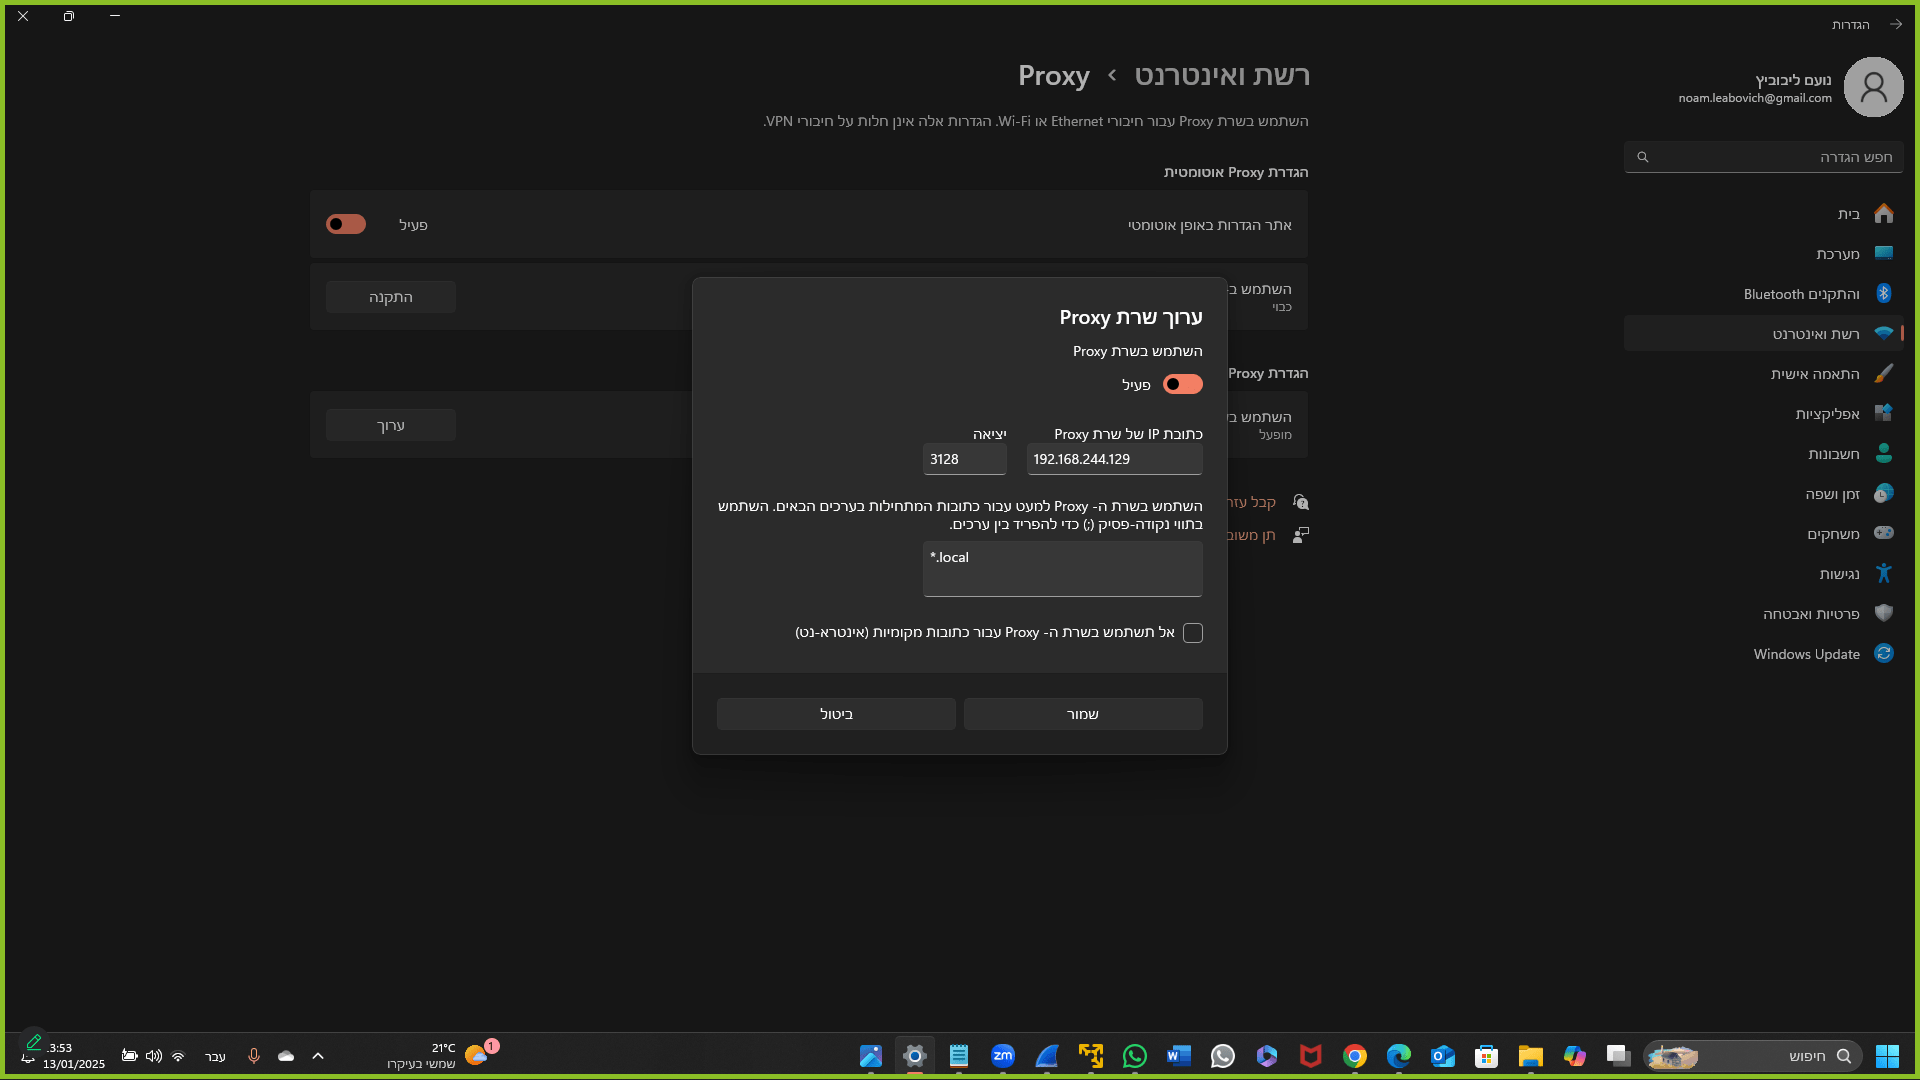 הגדרות
נועם ליבוביץ
noam.leabovich@gmail.com
חפש הגדרה
בית
מערכת
Bluetooth והתקנים
רשת ואינטרנט
התאמה אישית
אפליקציות
חשבונות
זמן ושפה
משחקים
נגישות
פרטיות ואבטחה
Windows Update
רשת ואינטרנט › Proxy
השתמש בשרת Proxy עבור חיבורי Ethernet או Wi-Fi. הגדרות אלה אינן חלות על חיבורי VPN.
הגדרת Proxy אוטומטית
אתר הגדרות באופן אוטומטי
פעיל
השתמש ב-
כבוי
התקנה
הגדרת Proxy
השתמש
מופעל
ערוך
קבל
תן
ערוך שרת Proxy
השתמש בשרת Proxy
פעיל
כתובת IP של שרת Proxy
יציאה
192.168.244.129
3128
השתמש בשרת ה- Proxy למעט עבור כתובות המתחילות בערכים הבאים. השתמש
בתווי נקודה-פסיק (;) כדי להפריד בין ערכים.
*.local
אל תשתמש בשרת ה- Proxy עבור כתובות מקומיות (אינטרא-נט)
שמור
ביטול
חיפוש
zm
W
O
1
21°C
שמשי בעיקרו
עבר
3:53
13/01/2025